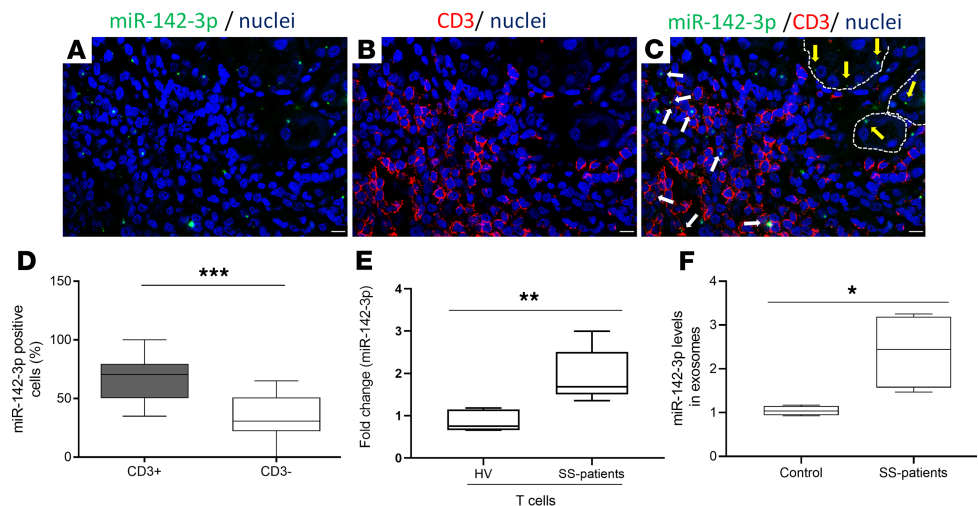 miR-142-3p / nuclei
CD3/ nuclei
miR-142-3p /CD3/ nuclei
A
B
C
D
miR-142-3p positive
cells (%)
150
100
50
0
***
CD3+
CD3-
E
Fold change (miR-142-3p)
4
3
2
1
0
**
HV
SS-patients
T cells
F
miR-142-3p levels
in exosomes
4
3
2
1
0
*
Control
SS-patients